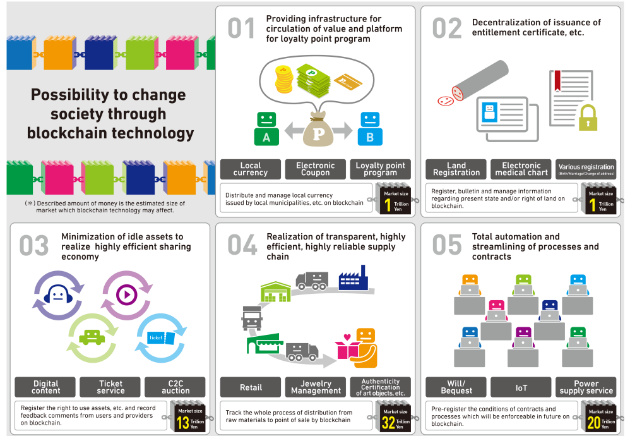 Possibility to change
society through
blockchain technology
(※) Described amount of money is the estimated size of
market which blockchain technology may affect.
01
Providing infrastructure for
circulation of value and platform
for loyalty point program
A
P
B
Local
currency
Electronic
Coupon
Loyalty point
program
Distribute and manage local currency
issued by local municipalities, etc. on blockchain
Market size
1 Trillion
Yen
02
Decentralization of issuance of
entitlement certificate, etc.
Land
Registration
Electronic
medical chart
Various registration
Register, bulletin and manage information
regarding present state and/or right of land on
blockchain.
Market size
1 Trillion
Yen
03
Minimization of idle assets to
realize highly efficient sharing
economy
Ticket
Digital
content
Ticket
service
C2C
auction
Register the right to use assets, etc. and record
feedback comments from users and providers
on blockchain.
Market size
13 Trillion
Yen
04
Realization of transparent, highly
efficient, highly reliable supply
chain
Retail
Jewelry
Management
Authenticity
Certification
of art objects, etc.
Track the whole process of distribution from
raw materials to point of sale by blockchain
Market size
32 Trillion
Yen
05
Total automation and
streamlining of processes and
contracts
Will/
Bequest
IoT
Power
supply service
Pre-register the conditions of contracts and
processes which will be enforceable in future on
blockchain.
Market size
20 Trillion
Yen